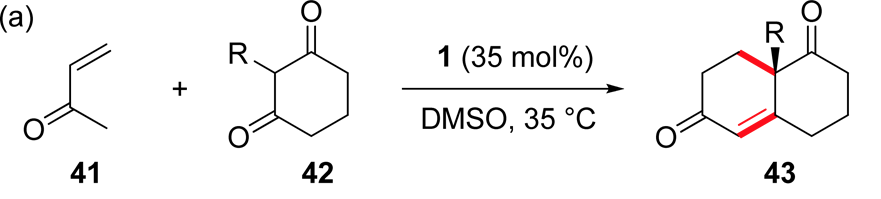 (a)
O
R
+
O
O
1 (35 mol%)
DMSO, 35 °C
R
O
O
41
42
43